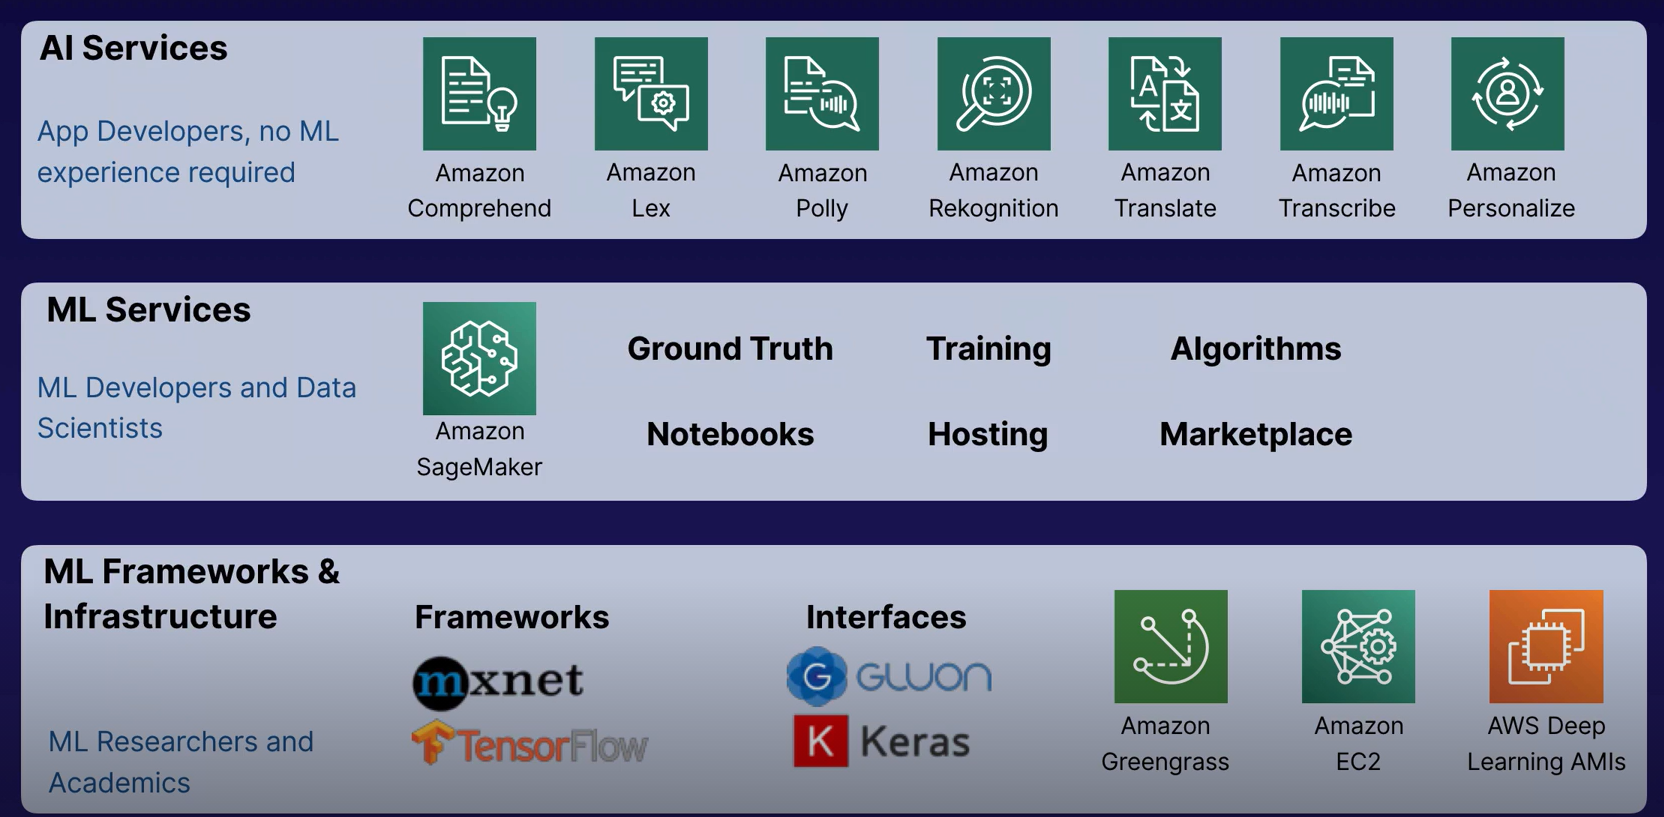 AI Services
App Developers, no ML
experience required
Amazon
Comprehend
Amazon
Lex
Amazon
Polly
Amazon
Rekognition
A
文
Amazon
Translate
Amazon
Transcribe
Amazon
Personalize
ML Services
ML Developers and Data
Scientists
Amazon
SageMaker
Ground Truth
Training
Algorithms
Notebooks
Hosting
Marketplace
ML Frameworks &
Infrastructure
ML Researchers and
Academics
Frameworks
mxnet
TensorFlow
Interfaces
G GLUON
K Keras
Amazon
Greengrass
Amazon
EC2
AWS Deep
Learning AMIs